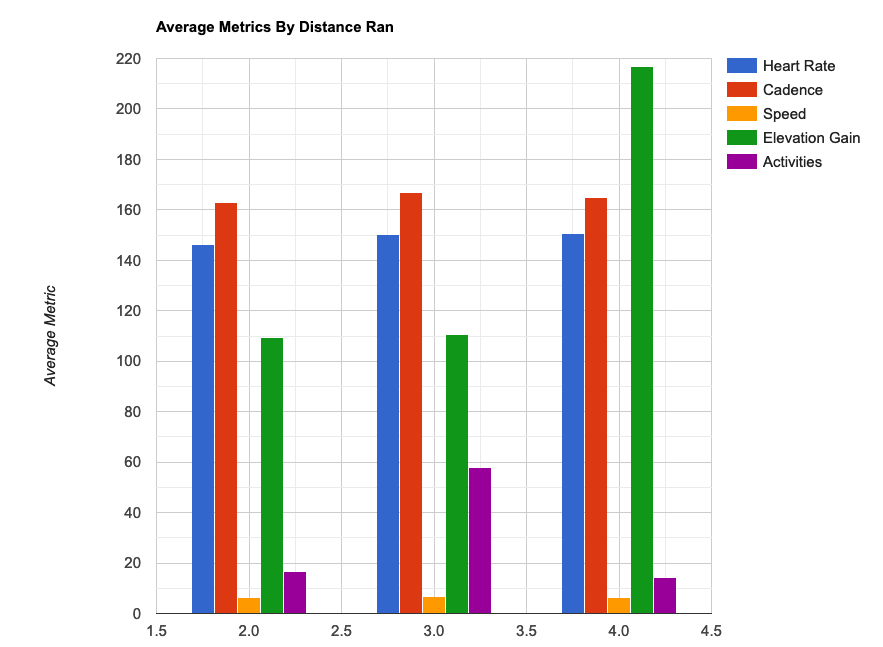 Average Metrics By Distance Ran
Average Metric
220
200
180
160
140
120
100
80
60
40
20
0
1.5 2.0 2.5 3.0 3.5 4.0 4.5
Heart Rate
Cadence
Speed
Elevation Gain
Activities